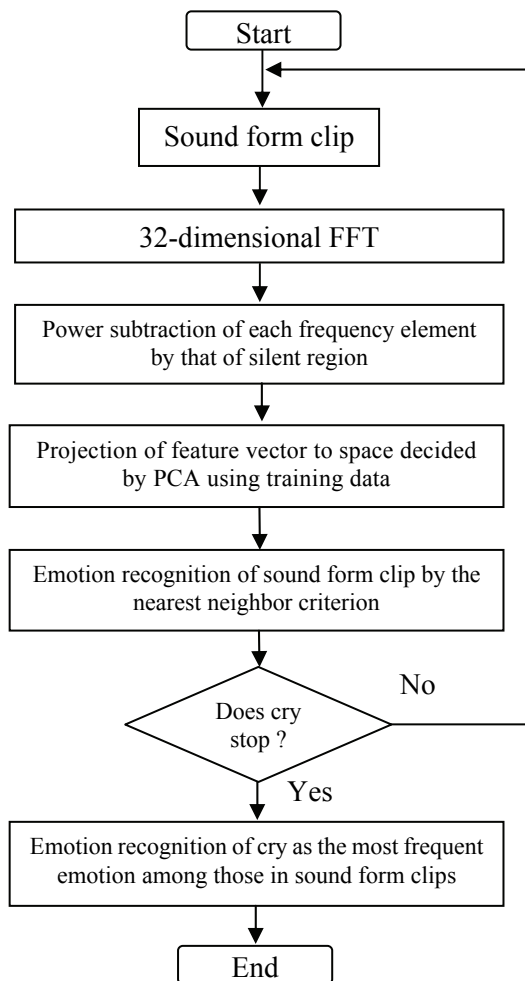 Start
Sound form clip
32-dimensional FFT
Power subtraction of each frequency element
by that of silent region
Projection of feature vector to space decided
by PCA using training data
Emotion recognition of sound form clip by the
nearest neighbor criterion
No
Does cry
stop ?
Yes
Emotion recognition of cry as the most frequent
emotion among those in sound form clips
End